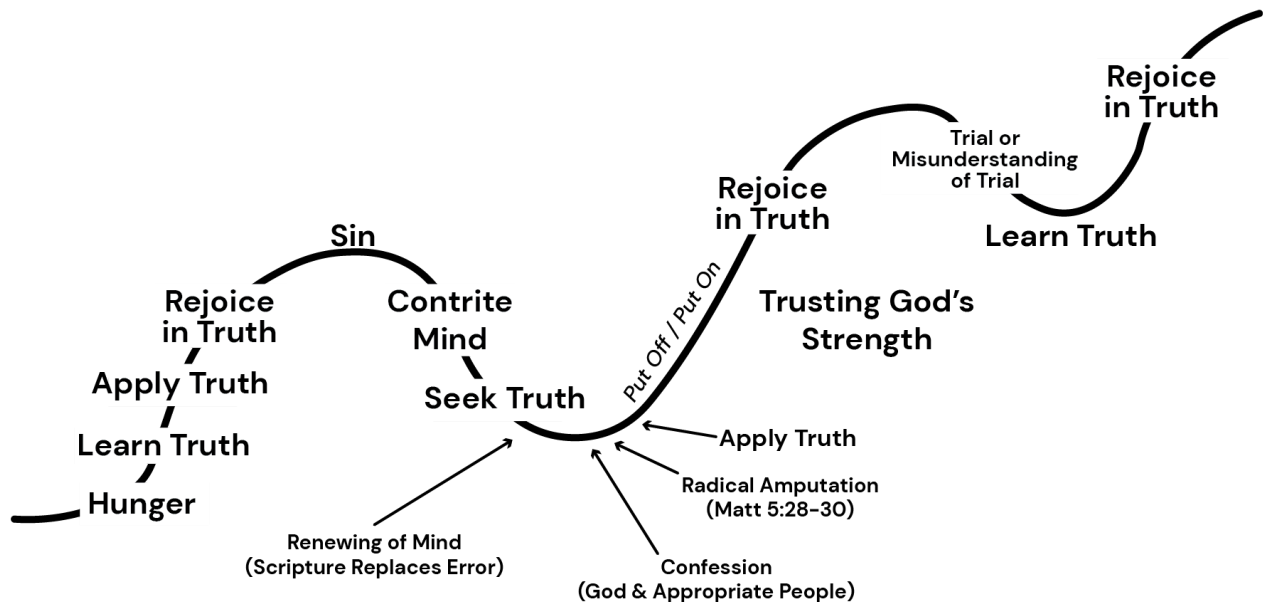 Hunger
Learn Truth
Apply Truth
Rejoice
in Truth
Sin
Contrite
Mind
Seek Truth
Renewing of Mind
(Scripture Replaces Error)
Confession
(God & Appropriate People)
Radical Amputation
(Matt 5:28-30)
Apply Truth
Put Off / Put On
Trusting God's
Strength
Rejoice
in Truth
Trial or
Misunderstanding
of Trial
Learn Truth
Rejoice
in Truth